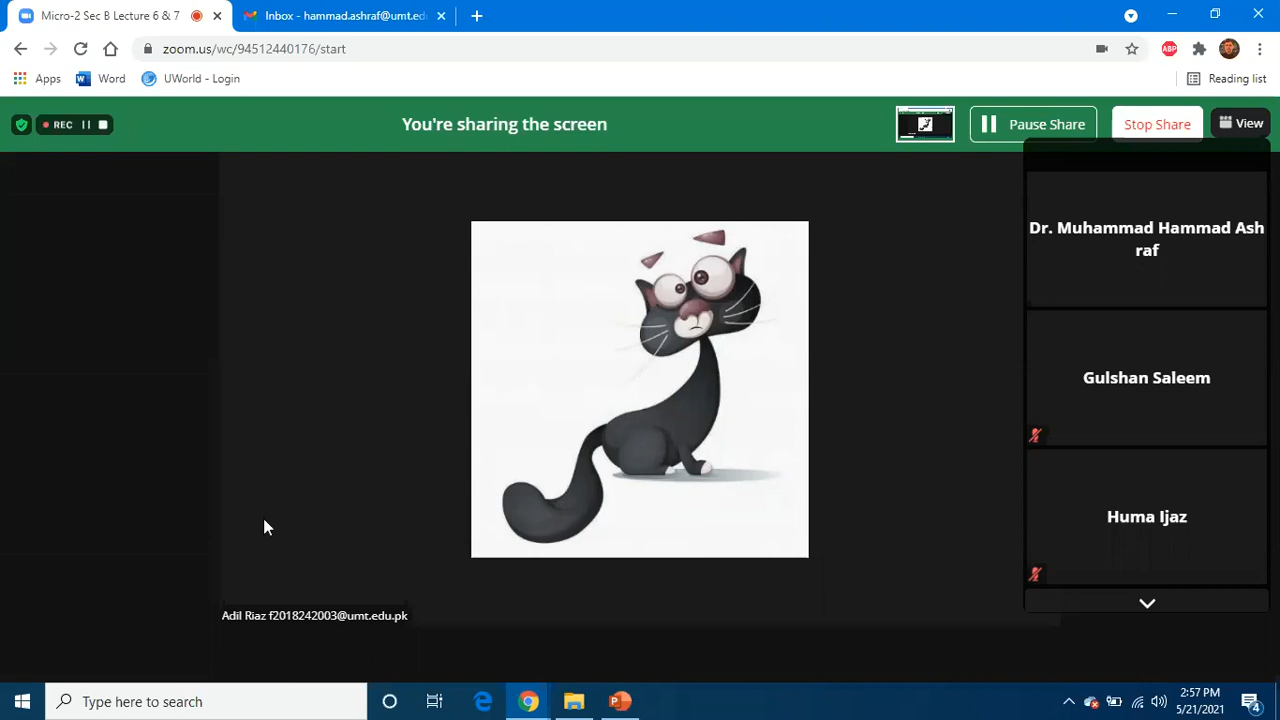 Micro-2 Sec B Lecture 6 & 7
Inbox - hammad.ashraf@umt.edu.
zoom.us/wc/94512440176/start
ABP
Apps
Word
UWorld - Login
Reading list
REC
You're sharing the screen
Pause Share
Stop Share
View
Dr. Muhammad Hammad Ash
raf
Gulshan Saleem
Huma Ijaz
Adil Riaz f2018242003@umt.edu.pk
Type here to search
2:57 PM
5/21/2021
4